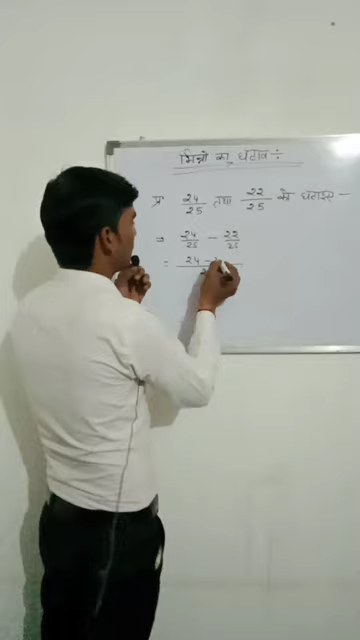 भिन्नो का घटाव :-
प्र० 24/25 तथा 22/25 को घटाइए -
= 24/25 - 22/25
= 24 -